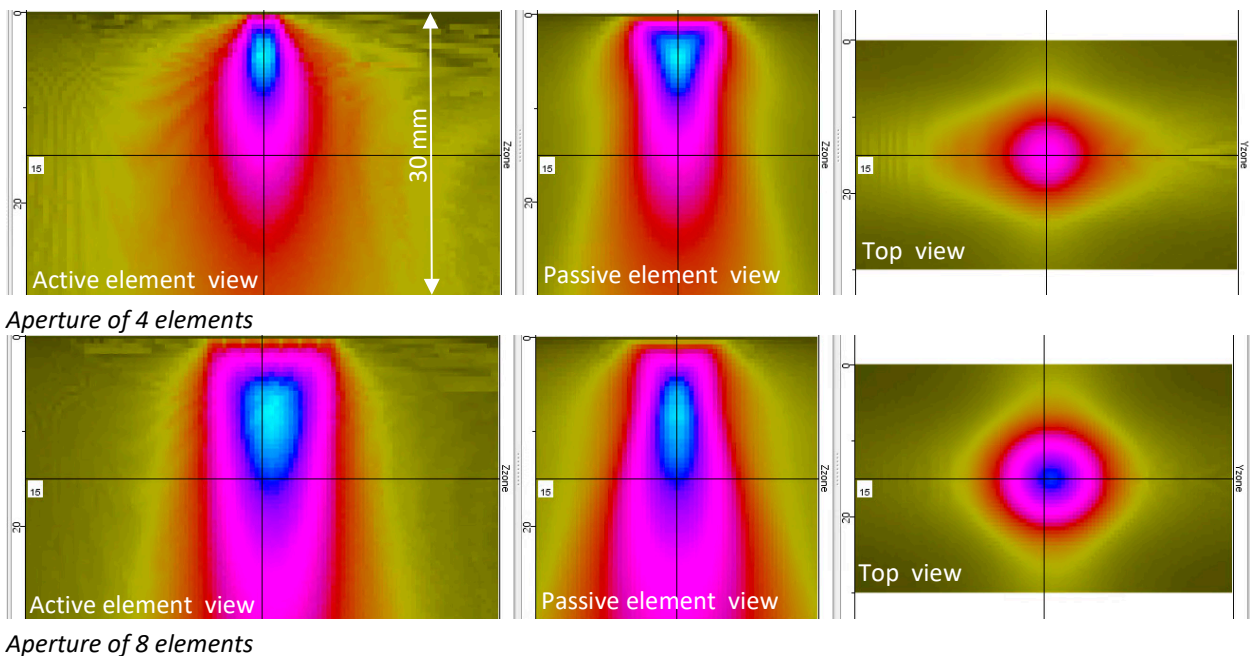 0
15
20
30 mm
Zzone
Active element  view
0
15
20
Zzone
Passive element  view
0
15
20
Yzone
Top  view
Aperture of 4 elements
0
15
20
Zzone
Active element  view
0
15
20
Zzone
Passive element  view
0
15
20
Yzone
Top  view
Aperture of 8 elements